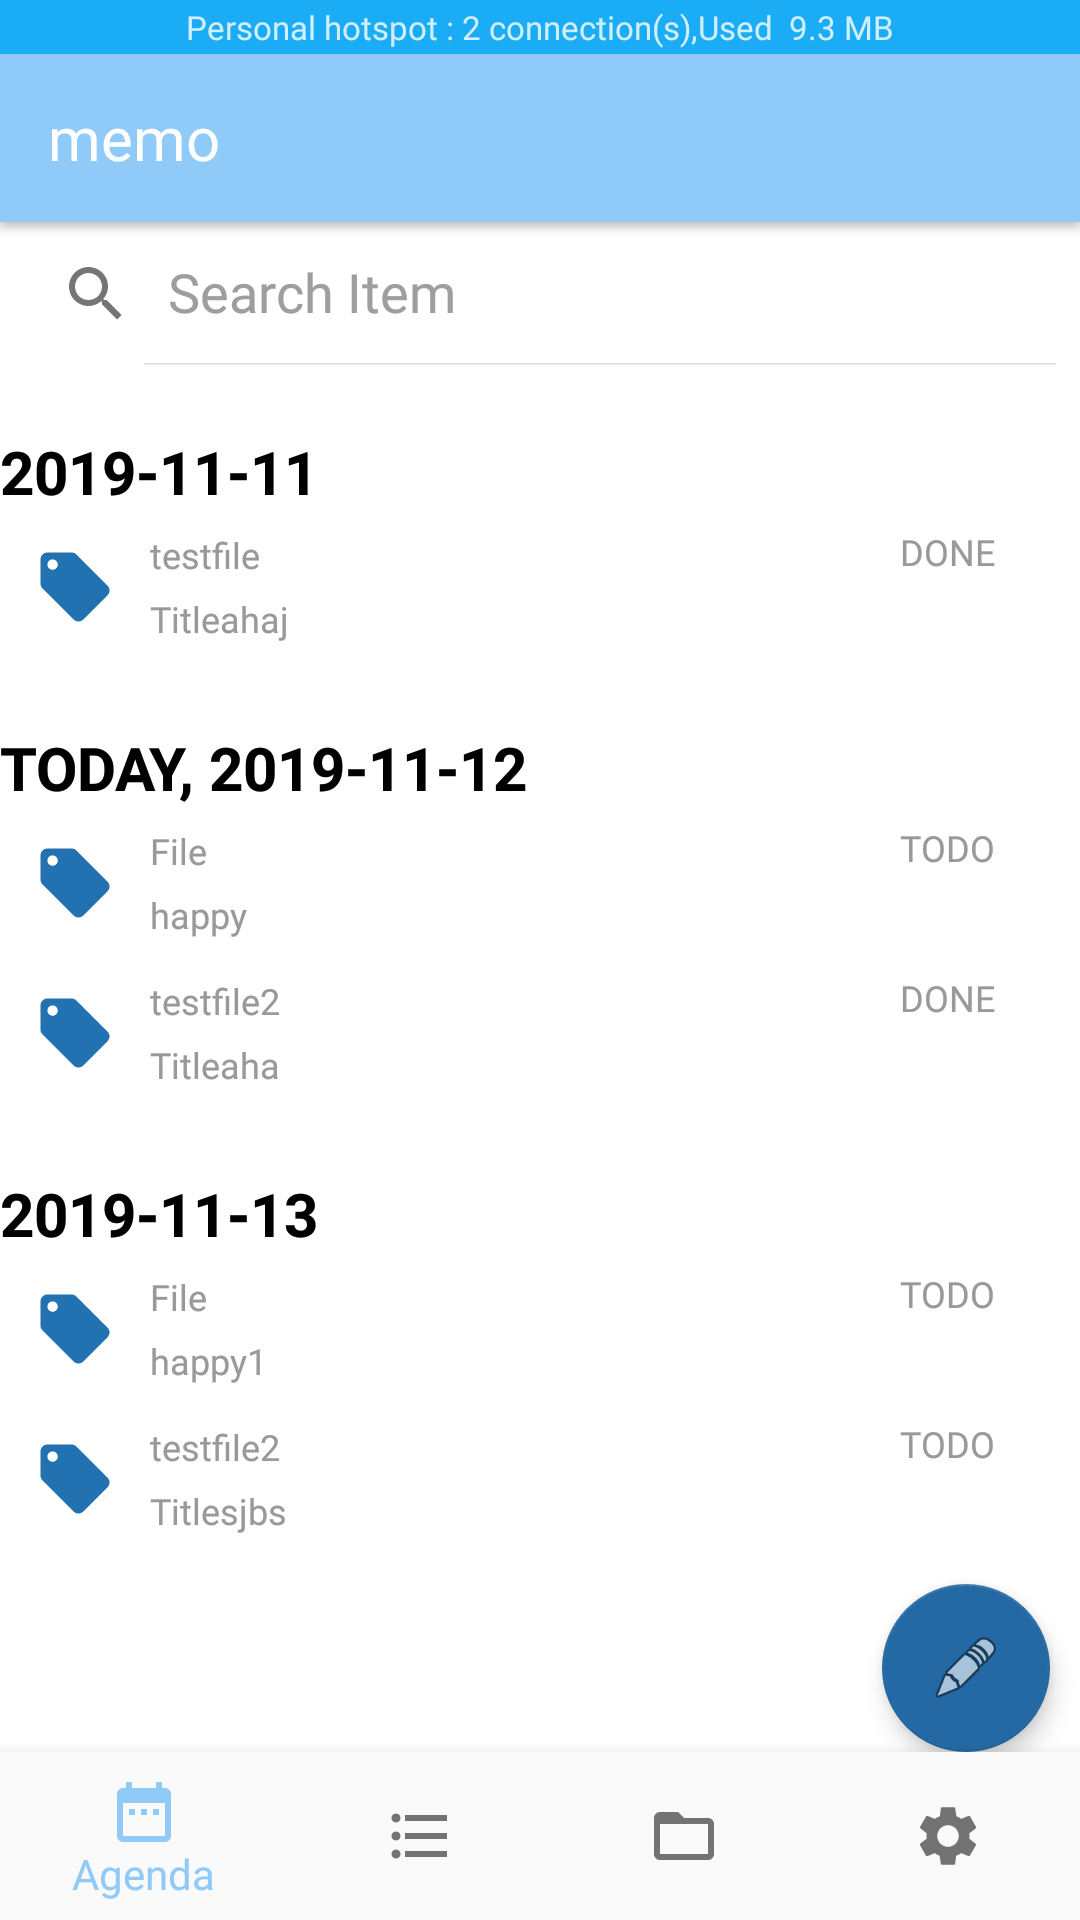 Personal hotspot : 2 connection(s),Used  9.3 MB
memo
Search Item
2019-11-11
testfile DONE
Titleahaj
TODAY, 2019-11-12
File TODO
happy
testfile2 DONE
Titleaha
2019-11-13
File TODO
happy1
testfile2 TODO
Titlesjbs
Agenda